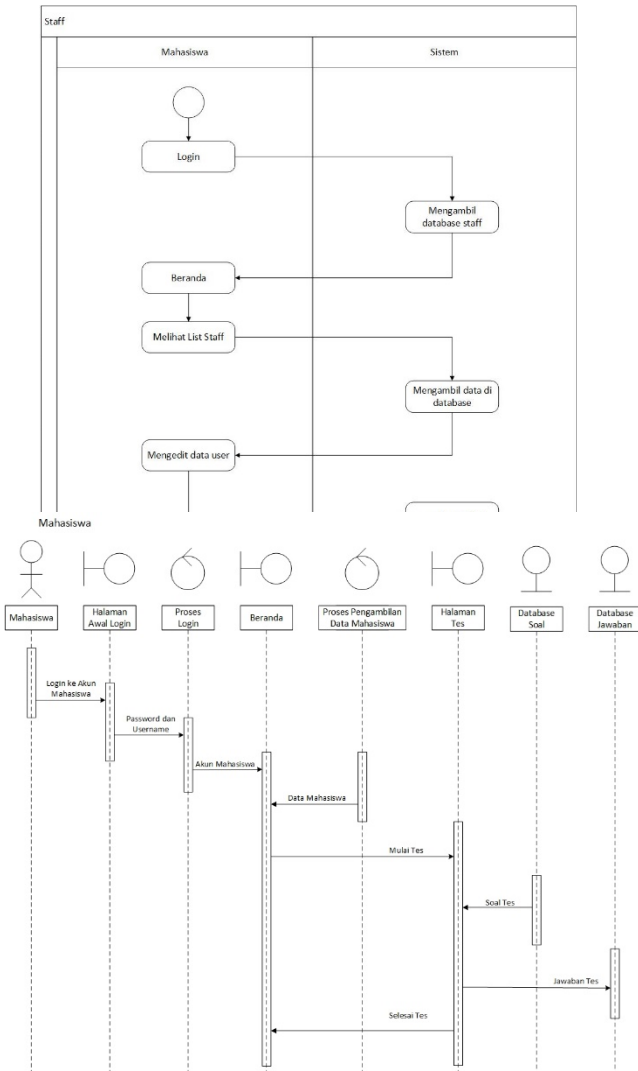 Staff
Mahasiswa
Sistem
Login
Mengambil
database staff
Beranda
Melihat List Staff
Mengambil data di
database
Mengedit data user
Mahasiswa
Mahasiswa
Halaman
Awal Login
Proses
Login
Beranda
Proses Pengambilan
Data Mahasiswa
Halaman
Tes
Database
Soal
Database
Jawaban
Login ke Akun
Mahasiswa
Password dan
Username
Akun Mahasiswa
Data Mahasiswa
Mulai Tes
Soal Tes
Jawaban Tes
Selesai Tes